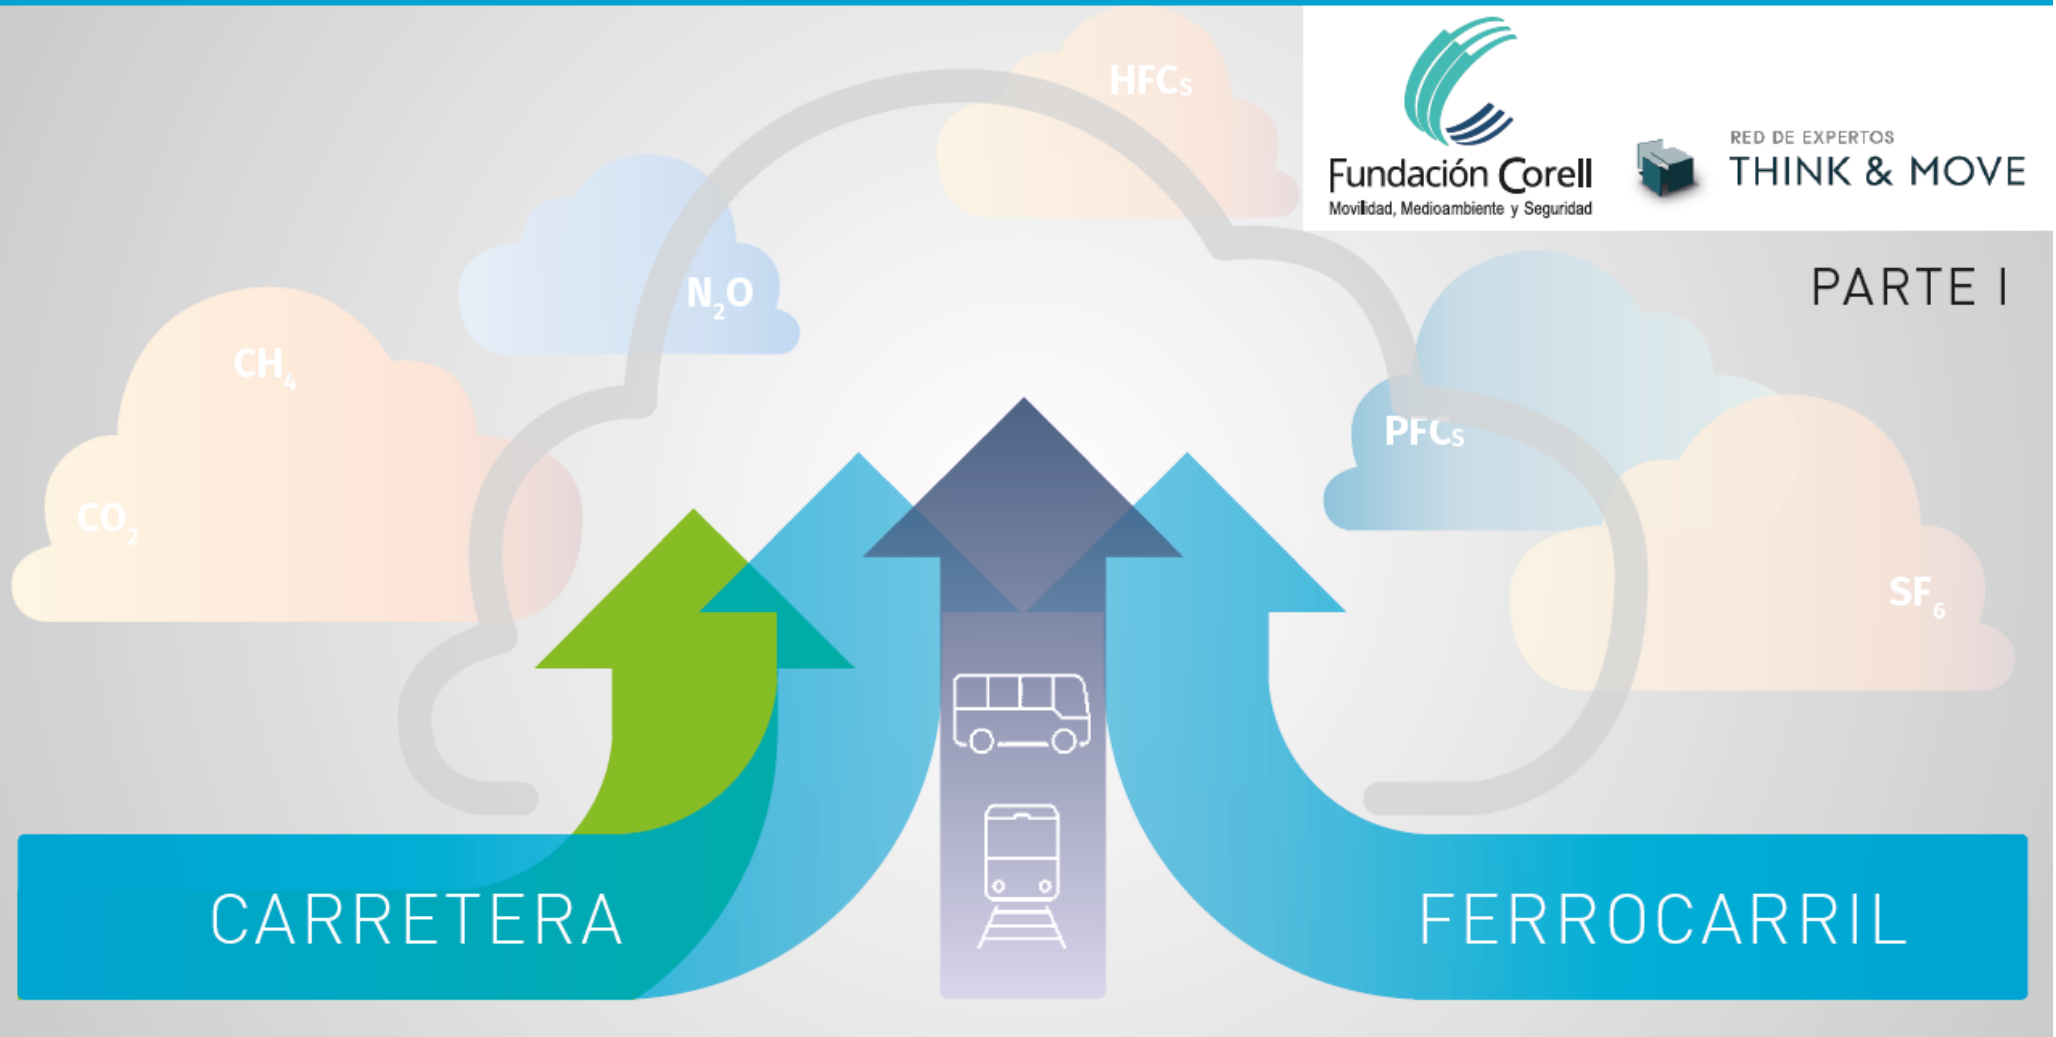 HFCs
Fundación Corell
Movilidad, Medioambiente y Seguridad
RED DE EXPERTOS
THINK & MOVE
PARTE I
N₂O
CH₄
PFCs
CO₂
SF₆
CARRETERA
FERROCARRIL